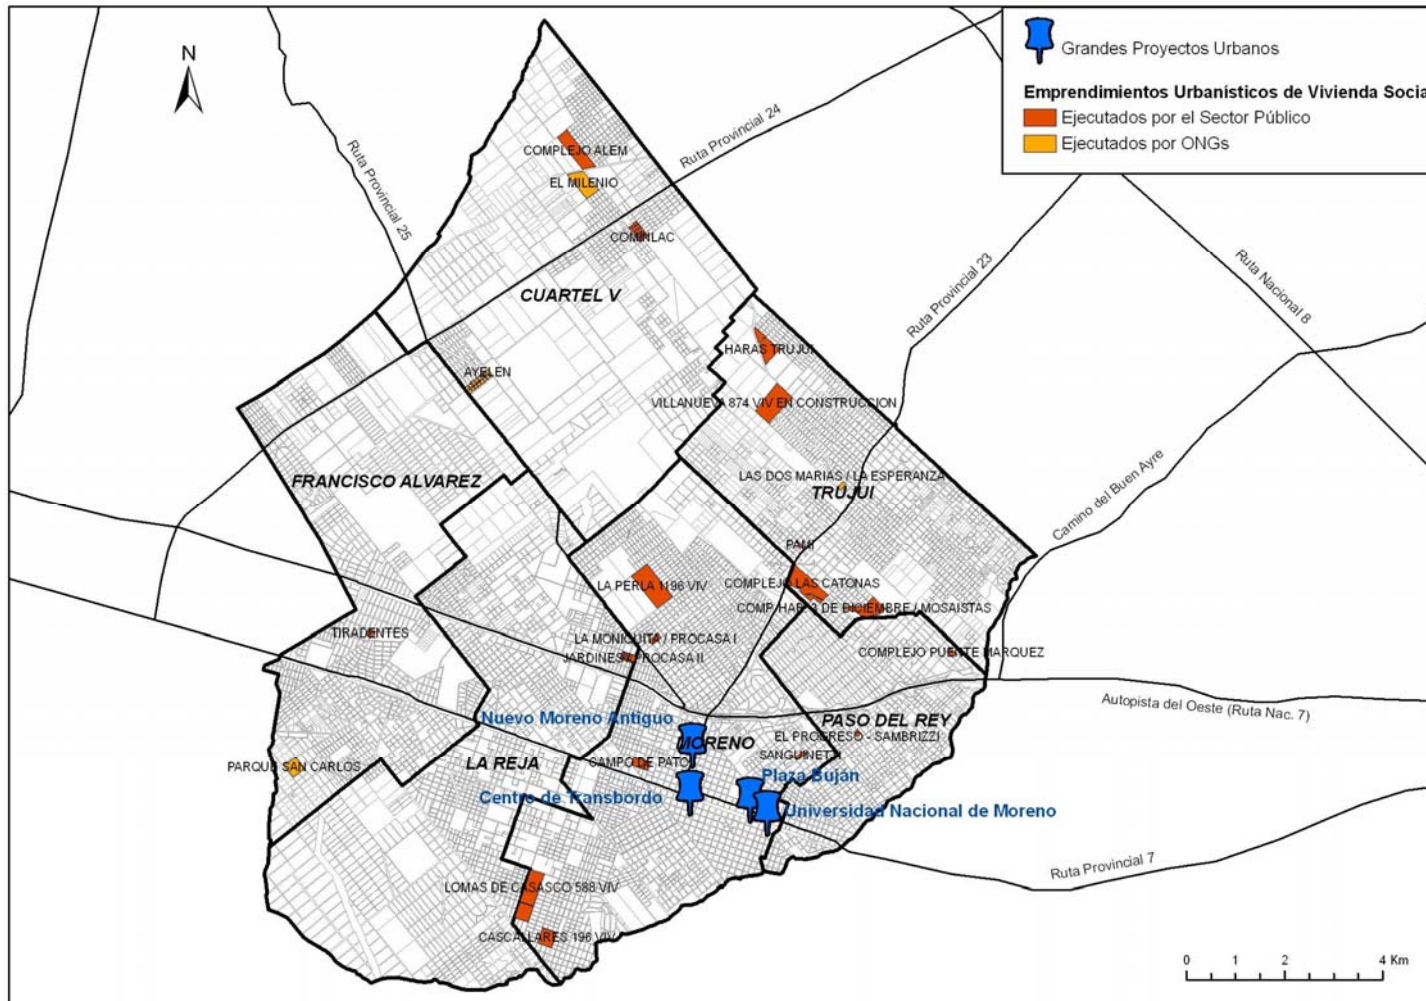 N
Grandes Proyectos Urbanos
Emprendimientos Urbanísticos de Vivienda Socia
Ejecutados por el Sector Público
Ejecutados por ONGs
Ruta Provincial 24
Ruta Provincial 25
COMPLEJO ALEM
EL MILENIO
COMINLAC
CUARTEL V
Ruta Provincial 23
Ruta Nacional 8
HARAS TRUJUI
AYELEN
VILLANUEVA 874 VIV EN CONSTRUCCION
LAS DOS MARIAS / LA ESPERANZA
FRANCISCO ALVAREZ
TRUJUI
Camino del Buen Ayre
PAMI
LA PERLA 1196 VIV
COMPLEJO LAS CATONAS
COMP HAB. 3 DE DICIEMBRE / MOSAISTAS
TIRADENTES
LA MONIQUITA / PROCASA I
JARDINES / PROCASA II
COMPLEJO PUENTE MARQUEZ
Autopista del Oeste (Ruta Nac. 7)
Nuevo Moreno Antiguo
PASO DEL REY
EL PROGRESO - SAMBRIZZI
MORENO
SANGUINETTI
PARQUE SAN CARLOS
LA REJA
CAMPO DE PATO
Plaza Buján
Centro de Transbordo
Universidad Nacional de Moreno
Ruta Provincial 7
LOMAS DE CASASCO 588 VIV
CASCALLARES 196 VIV
0 1 2 4 Km